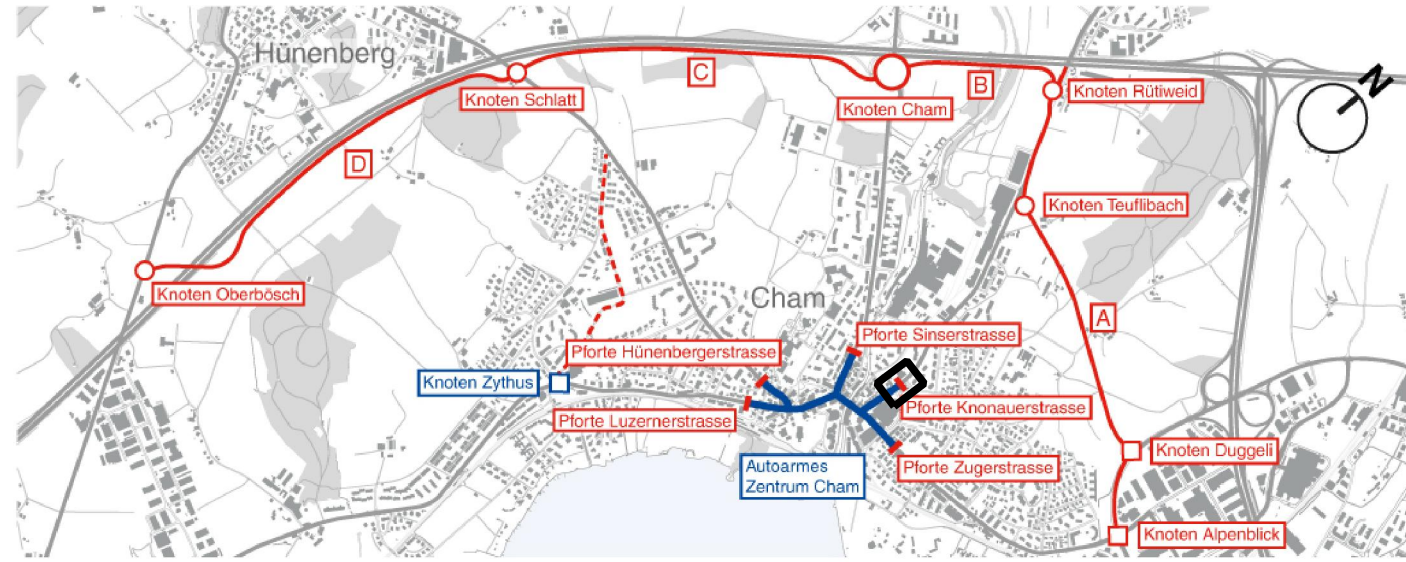 Hünenberg
C
B
N
Knoten Schlatt
Knoten Cham
Knoten Rütiweid
D
Knoten Teuflibach
Knoten Oberbösch
Cham
A
Pforte Sinserstrasse
Pforte Hünenbergerstrasse
Knoten Zythus
Pforte Knonauerstrasse
Pforte Luzernerstrasse
Knoten Duggeli
Autoarmes
Zentrum Cham
Pforte Zugerstrasse
Knoten Alpenblick